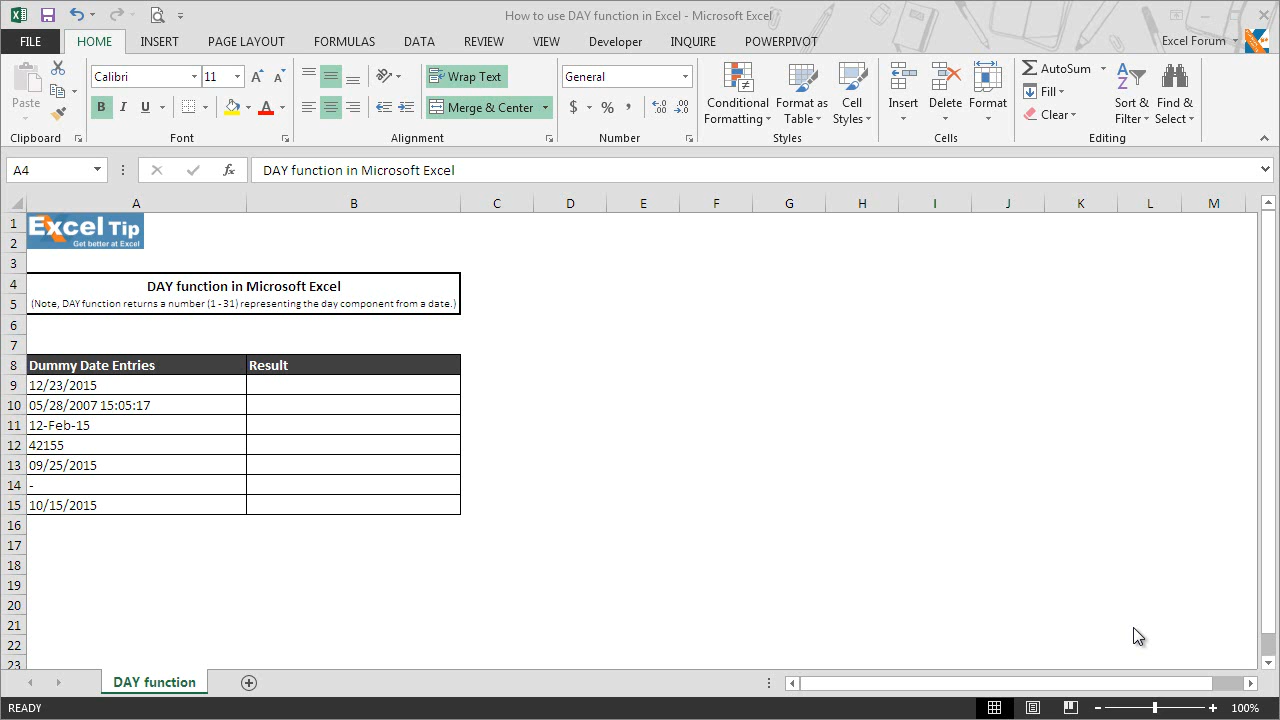 How to use DAY function in Excel - Microsoft Excel
FILE HOME INSERT PAGE LAYOUT FORMULAS DATA REVIEW VIEW Developer INQUIRE POWERPIVOT Excel Forum
Paste
Clipboard
Calibri 11
B I U A
Font
Wrap Text
Merge & Center
Alignment
General
$ % ,
Number
Conditional Formatting
Format as Table
Cell Styles
Styles
Insert Delete Format
Cells
AutoSum
Fill
Clear
Sort & Filter
Find & Select
Editing
A4 fx DAY function in Microsoft Excel
A B C D E F G H I J K L M
1 Excel Tip
2 Get better at Excel
3
4 DAY function in Microsoft Excel
5 (Note, DAY function returns a number (1 - 31) representing the day component from a date.)
6
7
8 Dummy Date Entries Result
9 12/23/2015
10 05/28/2007 15:05:17
11 12-Feb-15
12 42155
13 09/25/2015
14 -
15 10/15/2015
16
17
18
19
20
21
22
23
DAY function
READY 100%